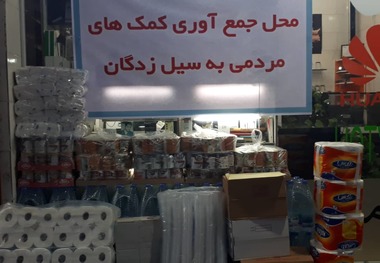 محل جمع آوری کمک های
مردمی به سیل زدگان